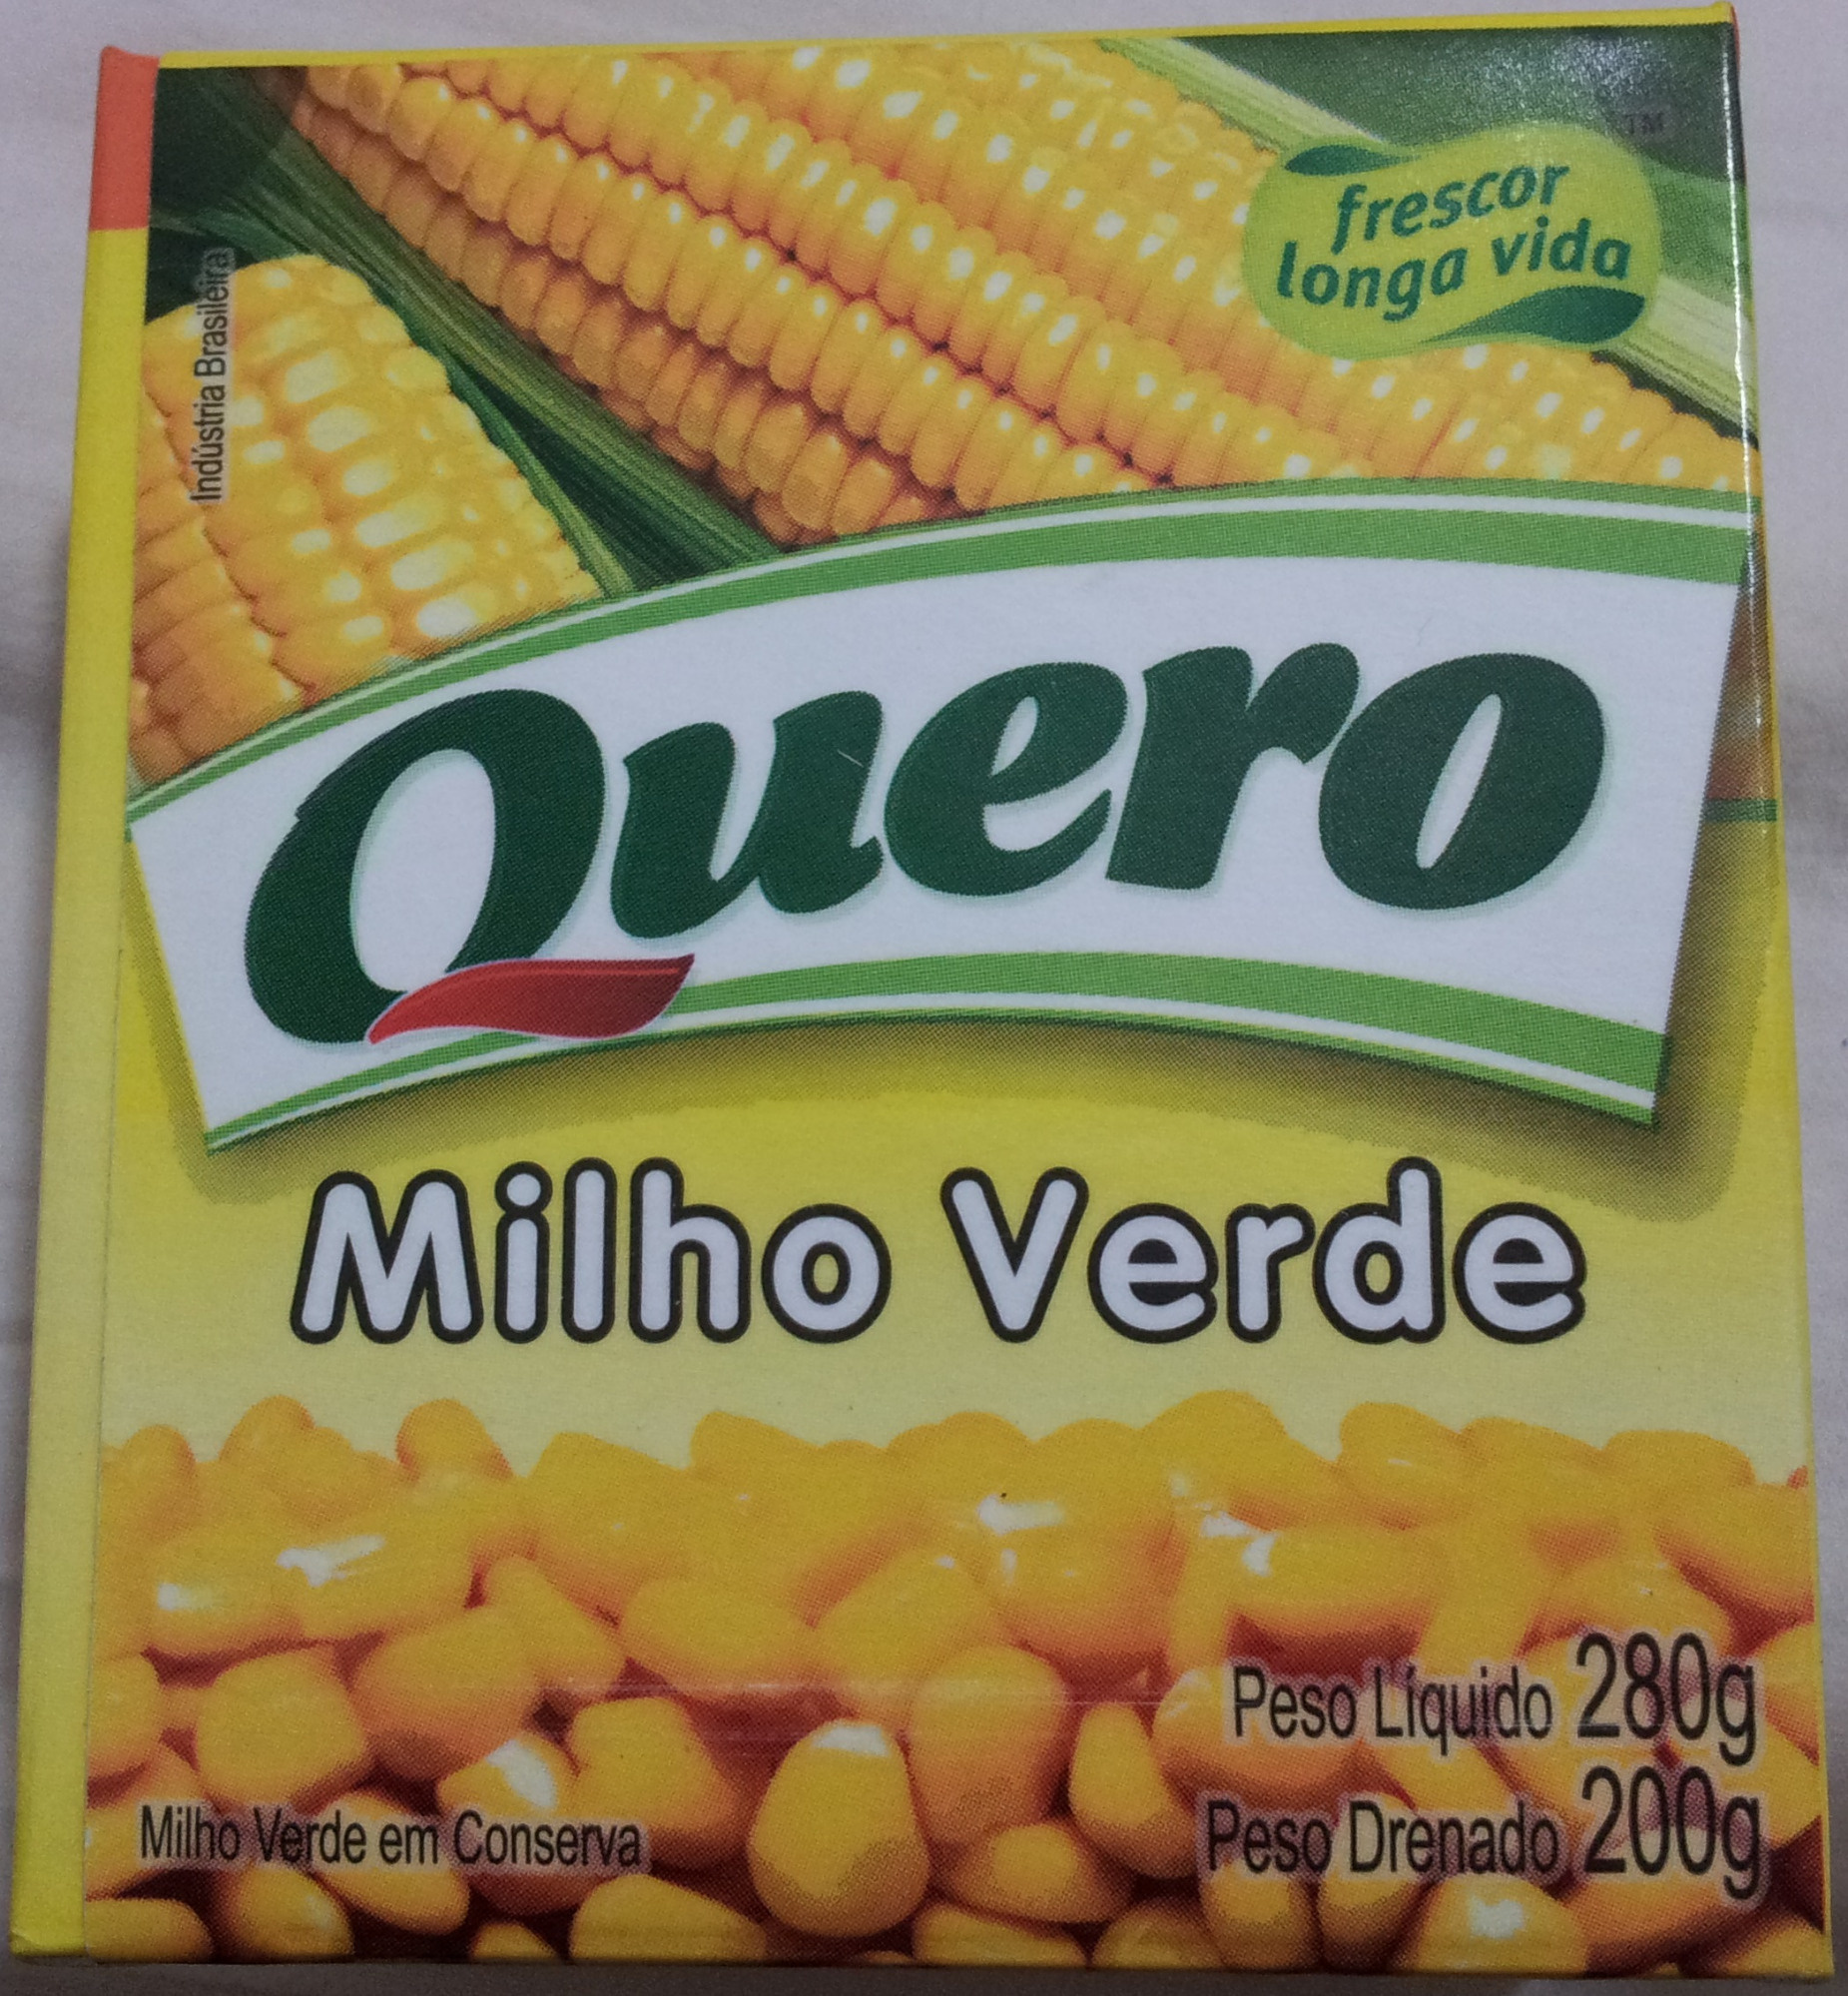 TM
frescor
longa vida
Indústria Brasileira
Quero
Milho Verde
Peso Líquido 280g
Peso Drenado 200g
Milho Verde em Conserva